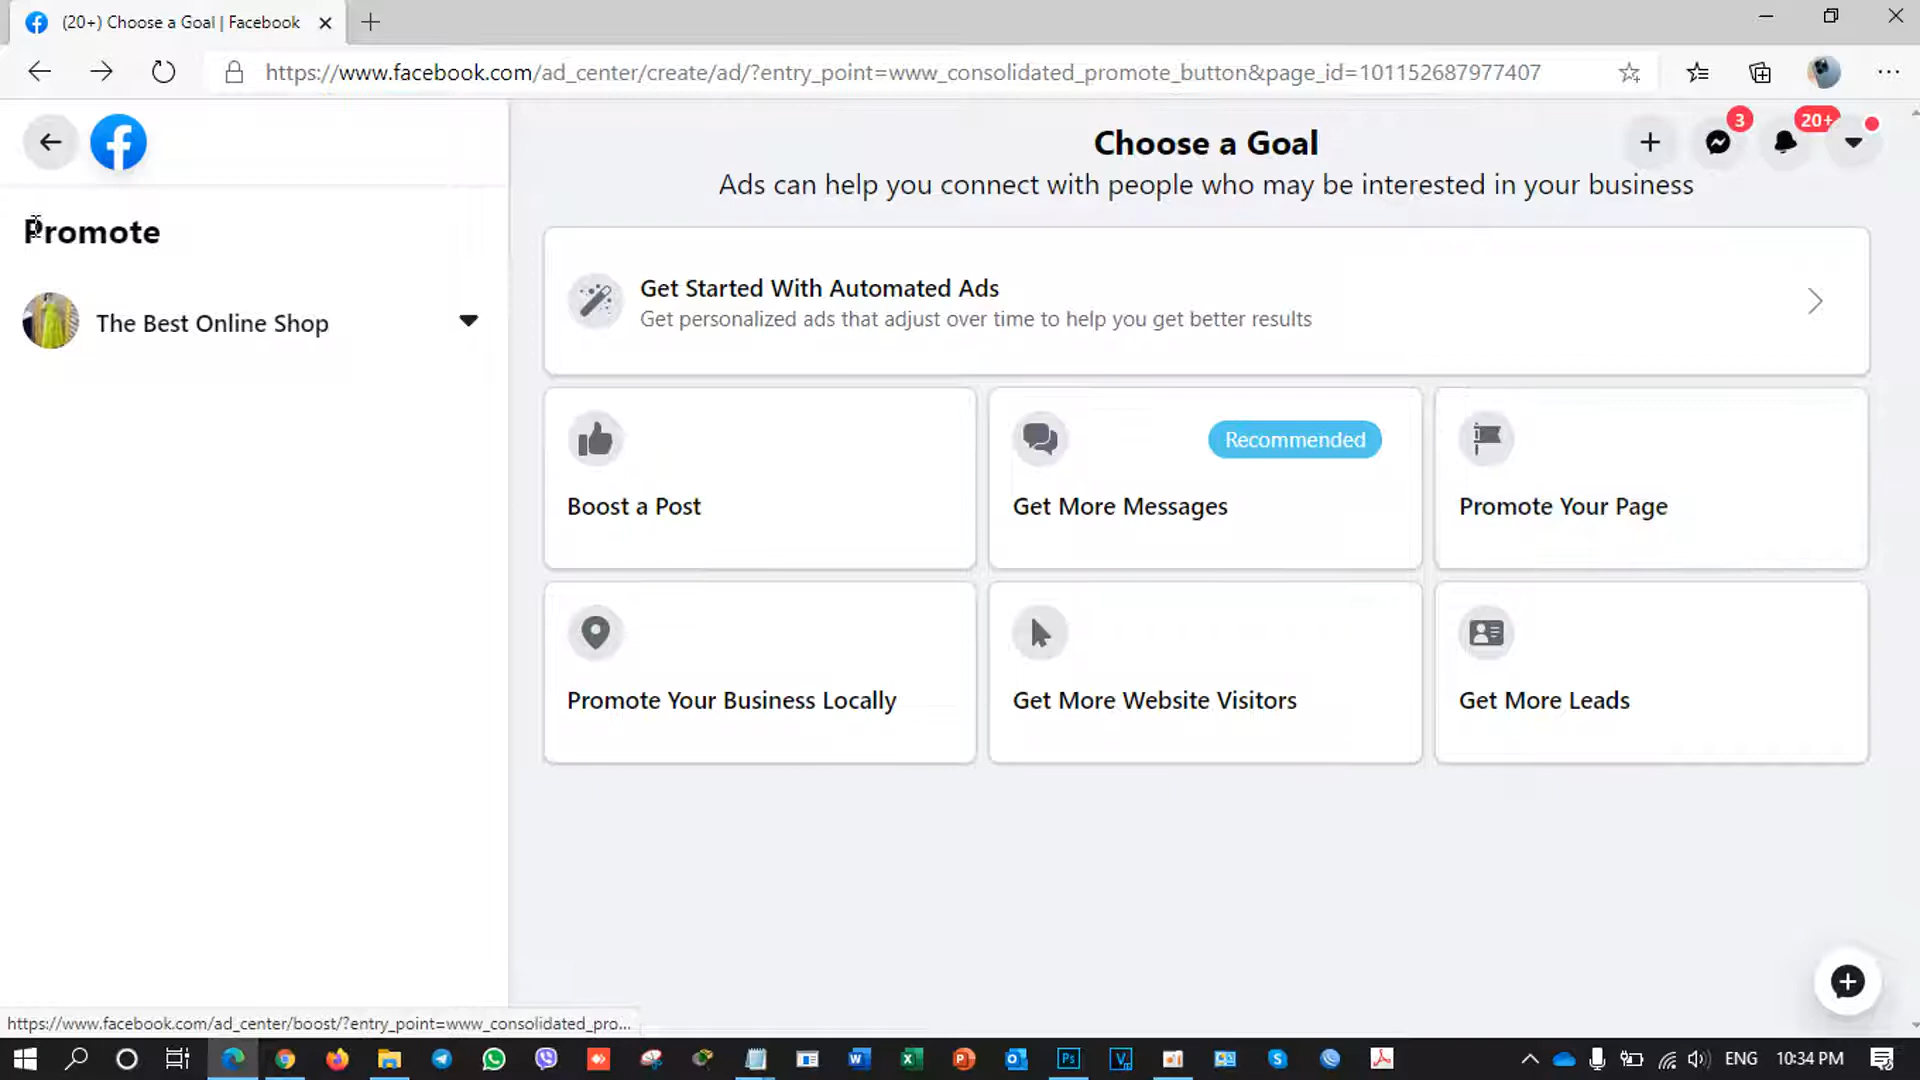 (20+) Choose a Goal | Facebook
https://www.facebook.com/ad_center/create/ad/?entry_point=www_consolidated_promote_button&page_id=101152687977407
Choose a Goal
3
20+
Ads can help you connect with people who may be interested in your business
Promote
The Best Online Shop
Get Started With Automated Ads
Get personalized ads that adjust over time to help you get better results
Recommended
Boost a Post
Get More Messages
Promote Your Page
Promote Your Business Locally
Get More Website Visitors
Get More Leads
https://www.facebook.com/ad_center/boost/?entry_point=www_consolidated_pro...
ENG
10:34 PM